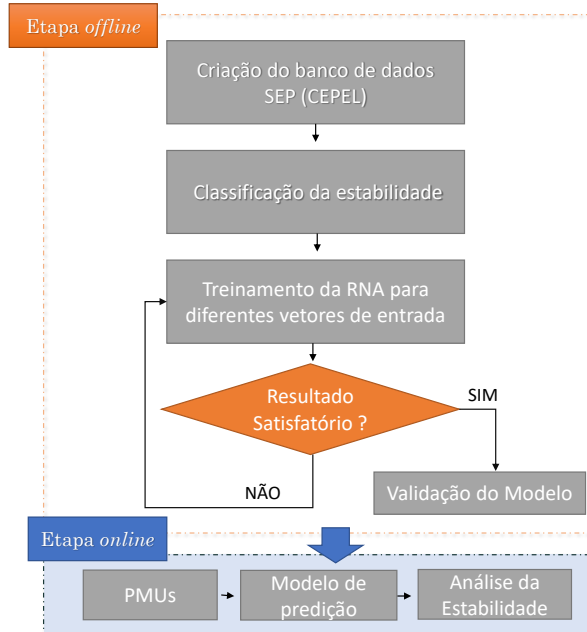 Etapa offline
Criação do banco de dados
SEP (CEPEL)
Classificação da estabilidade
Treinamento da RNA para
diferentes vetores de entrada
Resultado
Satisfatório ?
SIM
NÃO
Validação do Modelo
Etapa online
PMUs
Modelo de
predição
Análise da
Estabilidade